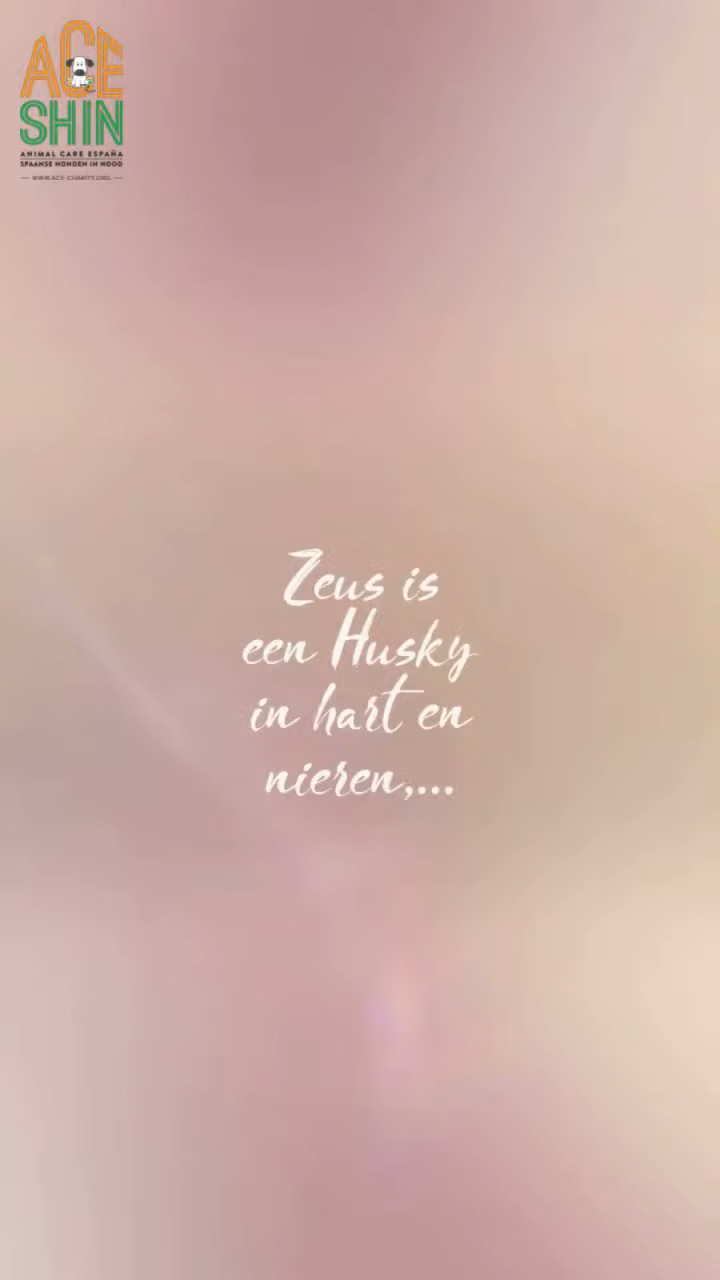 ACE
SHIN
ANIMAL CARE ESPAÑA
SPAANSE HONDEN IN NOOD
WWW.ACE-CHARITY.ORG
Zeus is
een Husky
in hart en
nieren,...